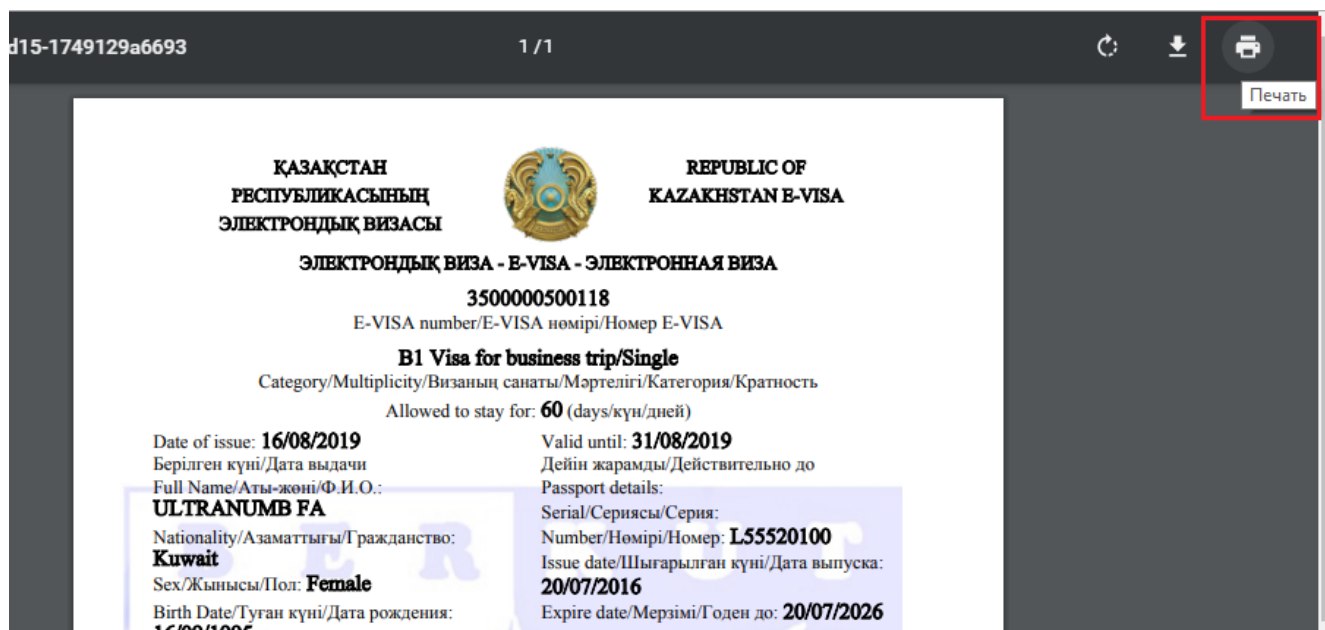 d15-1749129a6693
1 / 1
Печать
ҚАЗАҚСТАН
РЕСПУБЛИКАСЫНЫҢ
ЭЛЕКТРОНДЫҚ ВИЗАСЫ
REPUBLIC OF
KAZAKHSTAN E-VISA
ЭЛЕКТРОНДЫҚ ВИЗА - E-VISA - ЭЛЕКТРОННАЯ ВИЗА
3500000500118
E-VISA number/E-VISA нөмірі/Номер E-VISA
B1 Visa for business trip/Single
Category/Multiplicity/Визаның санаты/Мәртелігі/Категория/Кратность
Allowed to stay for: 60 (days/күн/дней)
Date of issue: 16/08/2019
Берілген күні/Дата выдачи
Full Name/Аты-жөні/Ф.И.О.:
ULTRANUMB FA
Nationality/Азаматтығы/Гражданство:
Kuwait
Sex/Жынысы/Пол: Female
Birth Date/Туған күні/Дата рождения:
16/09/1995
Valid until: 31/08/2019
Дейін жарамды/Действительно до
Passport details:
Serial/Сериясы/Серия:
Number/Нөмірі/Номер: L55520100
Issue date/Шығарылған күні/Дата выпуска:
20/07/2016
Expire date/Мерзімі/Годен до: 20/07/2026